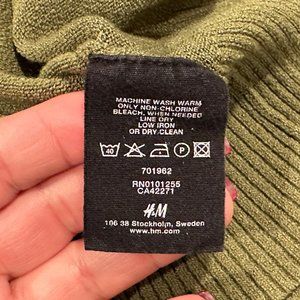 MACHINE WASH WARM
ONLY NON-CHLORINE
BLEACH, WHEN NEEDED
LINE DRY
LOW IRON
OR DRY CLEAN
40 P
701962
RN0101255
CA42271
H&M
106 38 Stockholm, Sweden
www.hm.com